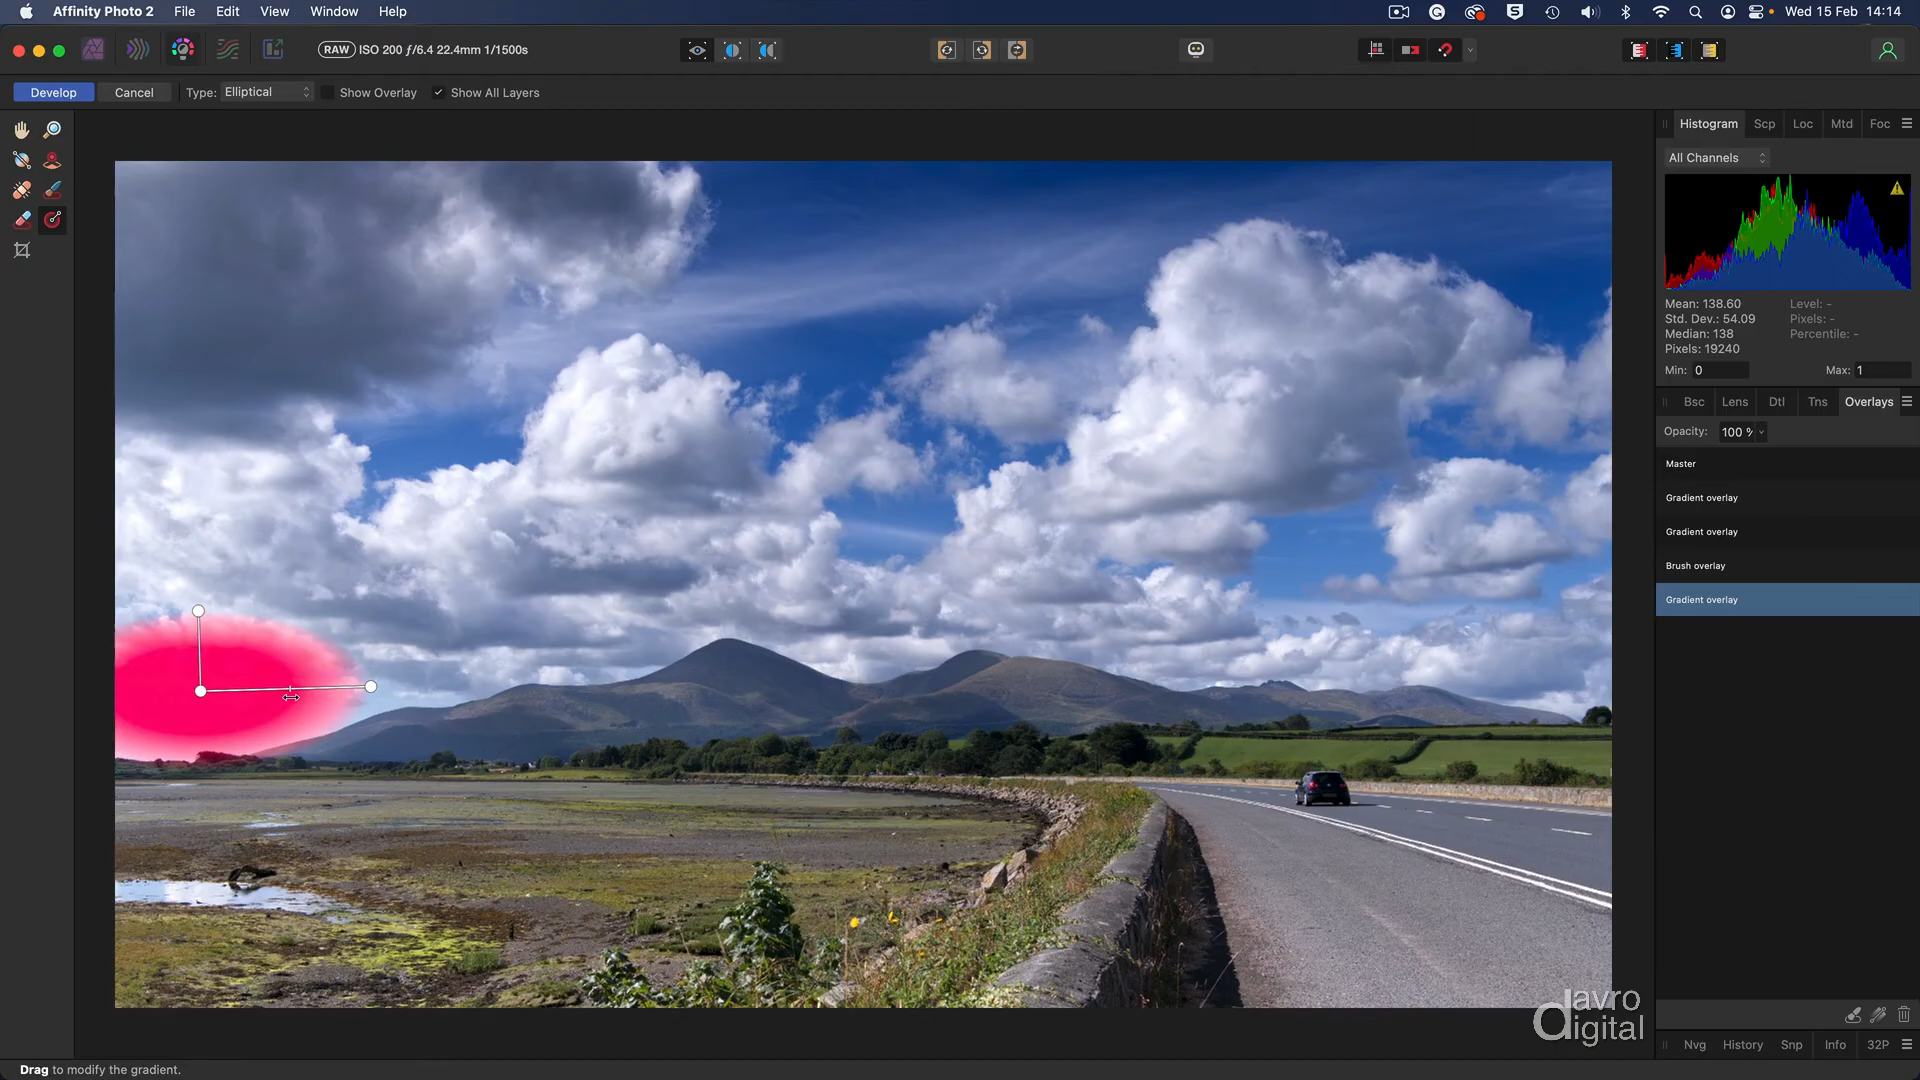 Affinity Photo 2 File Edit View Window Help Wed 15 Feb 14:14
RAW ISO 200 ƒ/6.4 22.4mm 1/1500s
Develop Cancel Type: Elliptical Show Overlay Show All Layers
Histogram Scp Loc Mtd Foc
All Channels
Mean: 138.60 Level: -
Std. Dev.: 54.09 Pixels: -
Median: 138 Percentile: -
Pixels: 19240
Min: 0 Max: 1
Bsc Lens Dtl Tns Overlays
Opacity: 100 %
Master
Gradient overlay
Gradient overlay
Brush overlay
Gradient overlay
davro
digital
Nvg History Snp Info 32P
Drag to modify the gradient.